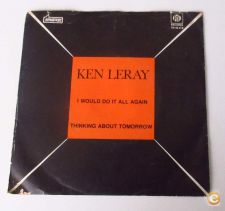 KEN LERAY
I WOULD DO IT ALL AGAIN
THINKING ABOUT TOMORROW